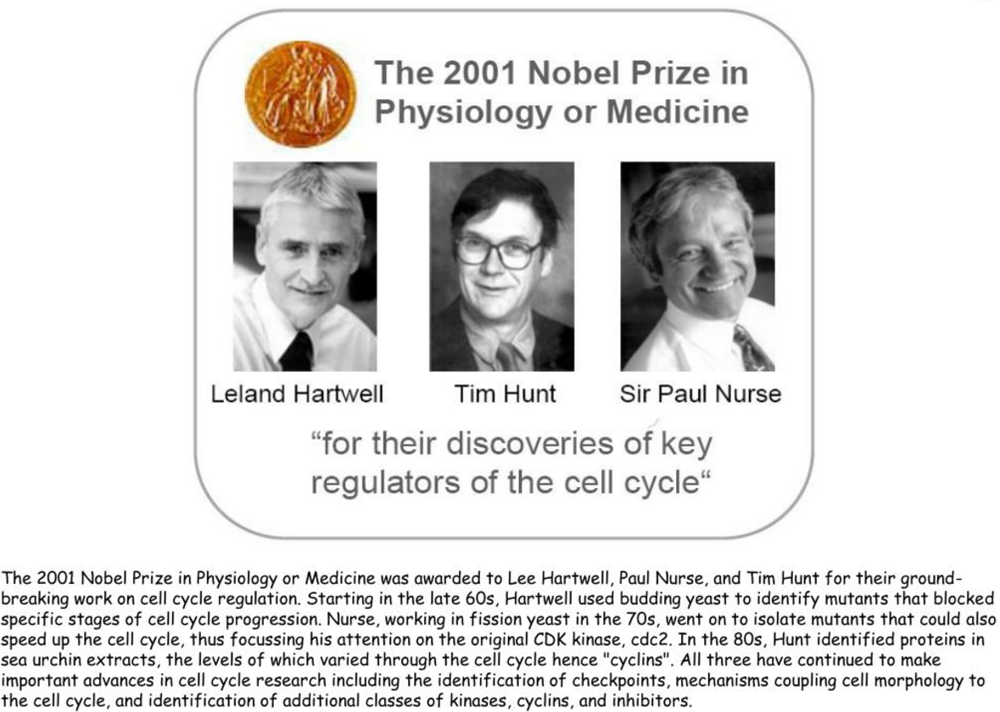 The 2001 Nobel Prize in
Physiology or Medicine
Leland Hartwell
Tim Hunt
Sir Paul Nurse
“for their discoveries of key
regulators of the cell cycle“
The 2001 Nobel Prize in Physiology or Medicine was awarded to Lee Hartwell, Paul Nurse, and Tim Hunt for their ground-
breaking work on cell cycle regulation. Starting in the late 60s, Hartwell used budding yeast to identify mutants that blocked
specific stages of cell cycle progression. Nurse, working in fission yeast in the 70s, went on to isolate mutants that could also
speed up the cell cycle, thus focussing his attention on the original CDK kinase, cdc2. In the 80s, Hunt identified proteins in
sea urchin extracts, the levels of which varied through the cell cycle hence "cyclins". All three have continued to make
important advances in cell cycle research including the identification of checkpoints, mechanisms coupling cell morphology to
the cell cycle, and identification of additional classes of kinases, cyclins, and inhibitors.